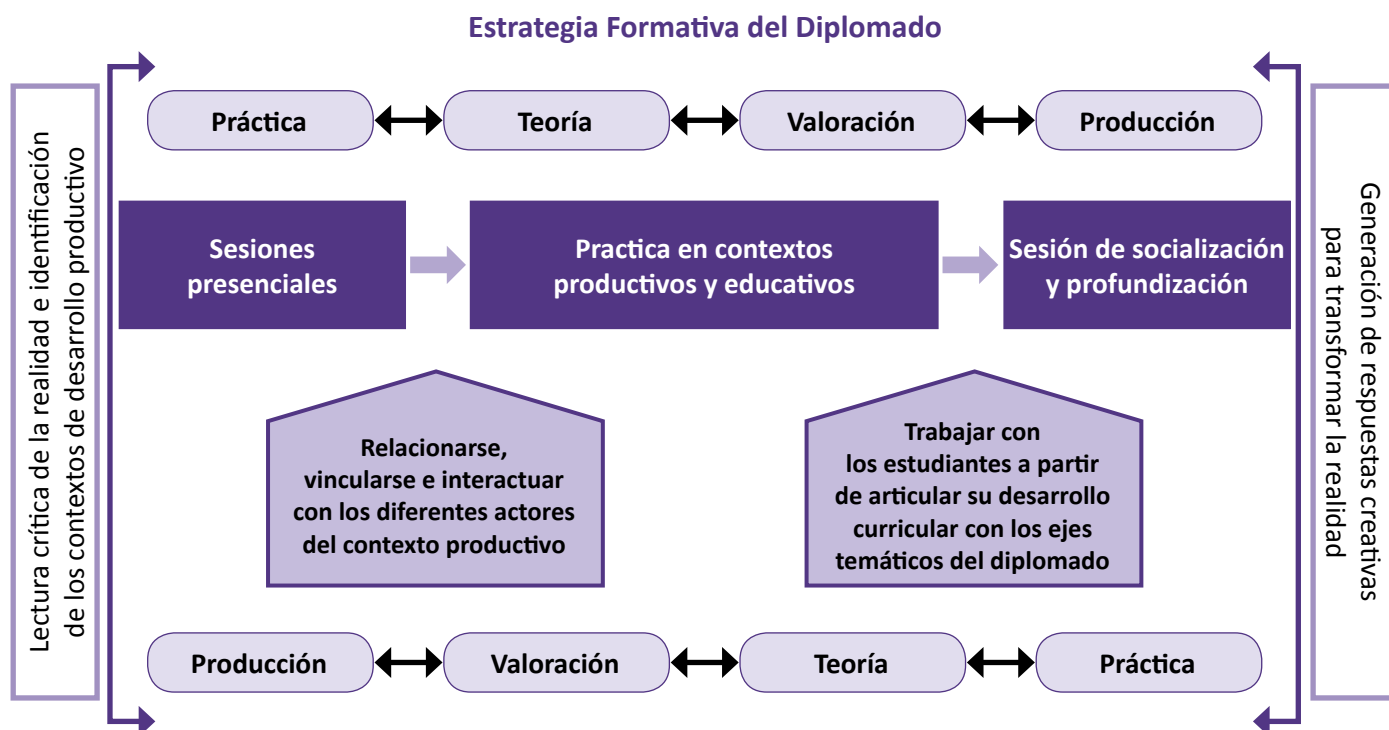 Estrategia Formativa del Diplomado
Lectura crítica de la realidad e identificación
de los contextos de desarrollo productivo
Práctica
Teoría
Valoración
Producción
Sesiones
presenciales
Practica en contextos
productivos y educativos
Sesión de socialización
y profundización
Relacionarse,
vincularse e interactuar
con los diferentes actores
del contexto productivo
Trabajar con
los estudiantes a partir
de articular su desarrollo
curricular con los ejes
temáticos del diplomado
Producción
Valoración
Teoría
Práctica
Generación de respuestas creativas
para transformar la realidad